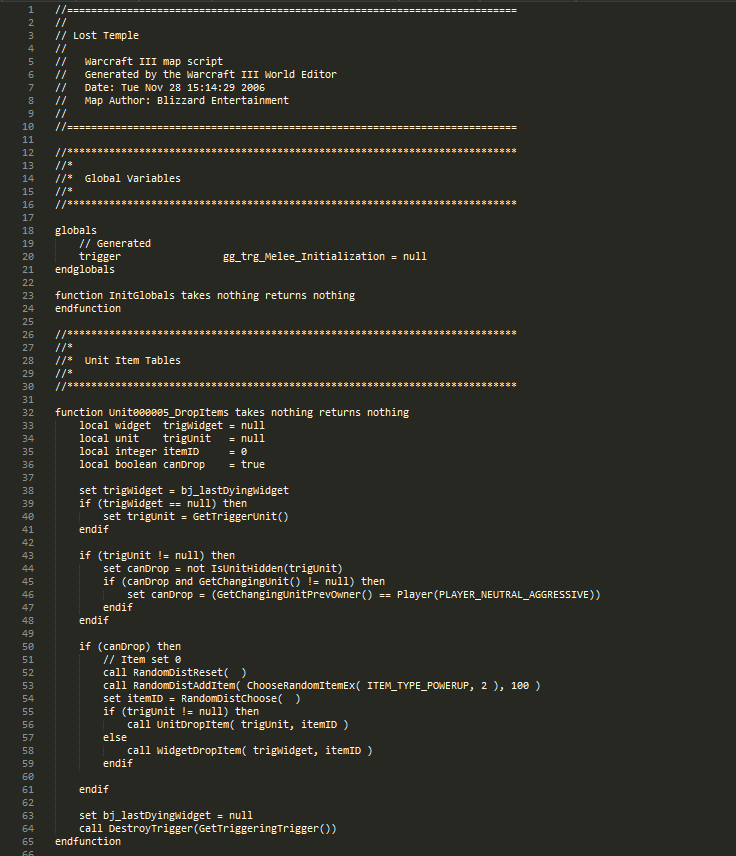 1 //===========================================================================
2 //
3 // Lost Temple
4 //
5 //   Warcraft III map script
6 //   Generated by the Warcraft III World Editor
7 //   Date: Tue Nov 28 15:14:29 2006
8 //   Map Author: Blizzard Entertainment
9 //
10 //===========================================================================
11
12 //***************************************************************************
13 //*
14 //*  Global Variables
15 //*
16 //***************************************************************************
17
18 globals
19     // Generated
20     trigger                 gg_trg_Melee_Initialization = null
21 endglobals
22
23 function InitGlobals takes nothing returns nothing
24 endfunction
25
26 //***************************************************************************
27 //*
28 //*  Unit Item Tables
29 //*
30 //***************************************************************************
31
32 function Unit000005_DropItems takes nothing returns nothing
33     local widget  trigWidget = null
34     local unit    trigUnit   = null
35     local integer itemID     = 0
36     local boolean canDrop    = true
37
38     set trigWidget = bj_lastDyingWidget
39     if (trigWidget == null) then
40         set trigUnit = GetTriggerUnit()
41     endif
42
43     if (trigUnit != null) then
44         set canDrop = not IsUnitHidden(trigUnit)
45         if (canDrop and GetChangingUnit() != null) then
46             set canDrop = (GetChangingUnitPrevOwner() == Player(PLAYER_NEUTRAL_AGGRESSIVE))
47         endif
48     endif
49
50     if (canDrop) then
51         // Item set 0
52         call RandomDistReset(  )
53         call RandomDistAddItem( ChooseRandomItemEx( ITEM_TYPE_POWERUP, 2 ), 100 )
54         set itemID = RandomDistChoose(  )
55         if (trigUnit != null) then
56             call UnitDropItem( trigUnit, itemID )
57         else
58             call WidgetDropItem( trigWidget, itemID )
59         endif
60
61     endif
62
63     set bj_lastDyingWidget = null
64     call DestroyTrigger(GetTriggeringTrigger())
65 endfunction
66